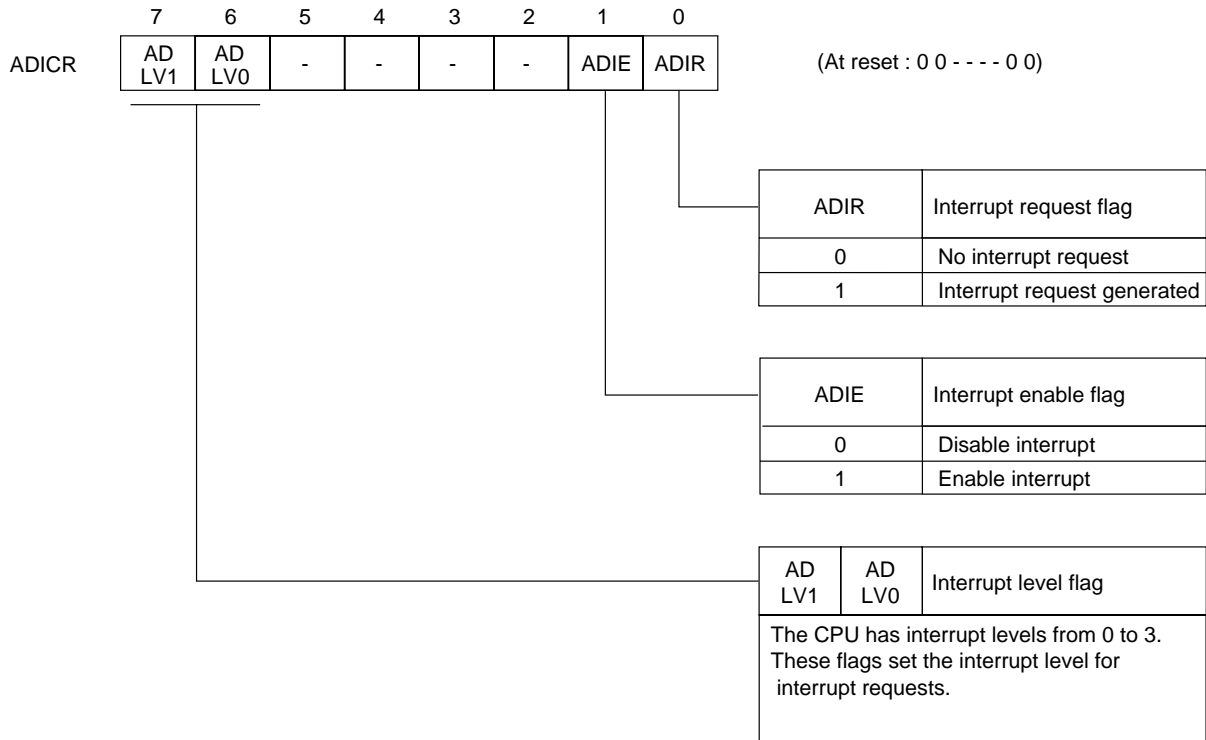 7 6 5 4 3 2 1 0
ADICR AD LV1 AD LV0 - - - - ADIE ADIR (At reset : 0 0 - - - - 0 0)
ADIR Interrupt request flag
0 No interrupt request
1 Interrupt request generated
ADIE Interrupt enable flag
0 Disable interrupt
1 Enable interrupt
AD LV1 AD LV0 Interrupt level flag
The CPU has interrupt levels from 0 to 3.
These flags set the interrupt level for
interrupt requests.